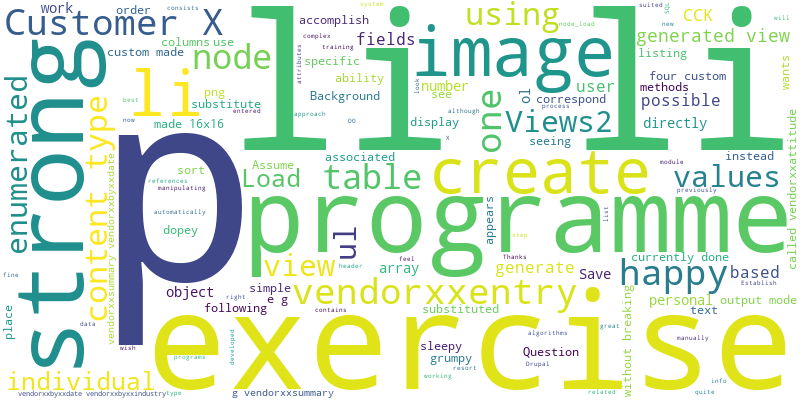 work order consists
Customer X
accomplish
system
suited
new
will
using
CCK
SQL
complex
node_load
fields
generated view
custom made
training
image
columns use
node
attributes
specific
ability
look
listing
wants
li
li
li
strong
p
enumerated
content type
png
substitute
Background
number
see
user
four custom
methods
best
now
made 16x16
although
approach
OO
display
process
entered
ol
correspond
possible
one
Views2
x
seeing
directly
associated
Assume
sort
references
manipulating
Load
table
create
instead
values
module
previously
dopey
automatically
programme
ul
appears
list
called vendorxxattitude
vendorxxsummary vendorxxbyxxdate
view
array
feel
header
step
Thanks
generate
Save
currently done
Establish
happy
based
object
simple
e g
following
vendorxxentry
personal
output mode
place
fine
data
right
contains
substituted
without breaking
text
manually
wish
programs
developed
exercise
sleepy
grumpy
working
resort
Question
algorithms
Drupal
great
related
info
quite
individual
vendorxxbyxxdate vendorxxbyxxindustry
type
g vendorxxsummary